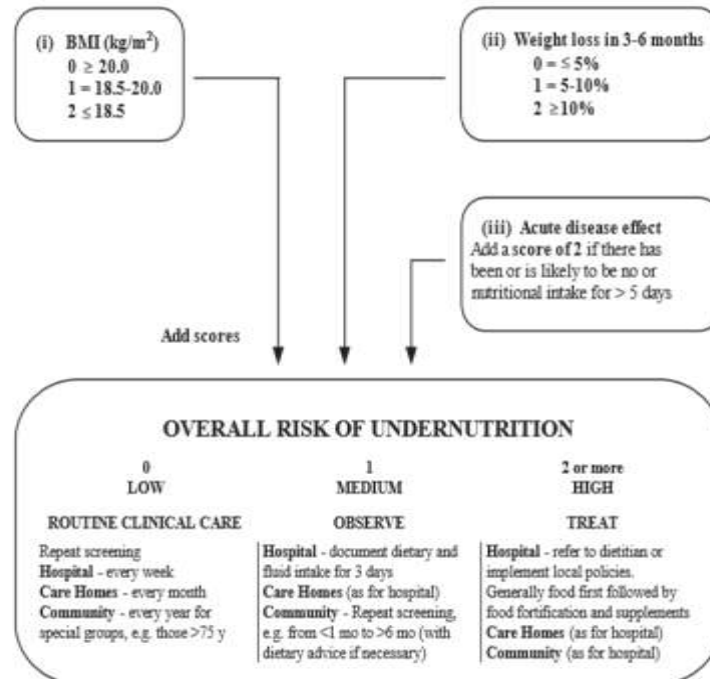 (i) BMI (kg/m²)
0 ≥ 20.0
1 = 18.5-20.0
2 ≤ 18.5
(ii) Weight loss in 3-6 months
0 = ≤ 5%
1 = 5-10%
2 ≥10%
(iii) Acute disease effect
Add a score of 2 if there has
been or is likely to be no or
nutritional intake for > 5 days
Add scores
OVERALL RISK OF UNDERNUTRITION
0
LOW
ROUTINE CLINICAL CARE
Repeat screening
Hospital - every week
Care Homes - every month
Community - every year for
special groups, e.g. those >75 y
1
MEDIUM
OBSERVE
Hospital - document dietary and
fluid intake for 3 days
Care Homes (as for hospital)
Community - Repeat screening,
e.g. from <1 mo to >6 mo (with
dietary advice if necessary)
2 or more
HIGH
TREAT
Hospital - refer to dietitian or
implement local policies.
Generally food first followed by
food fortification and supplements
Care Homes (as for hospital)
Community (as for hospital)